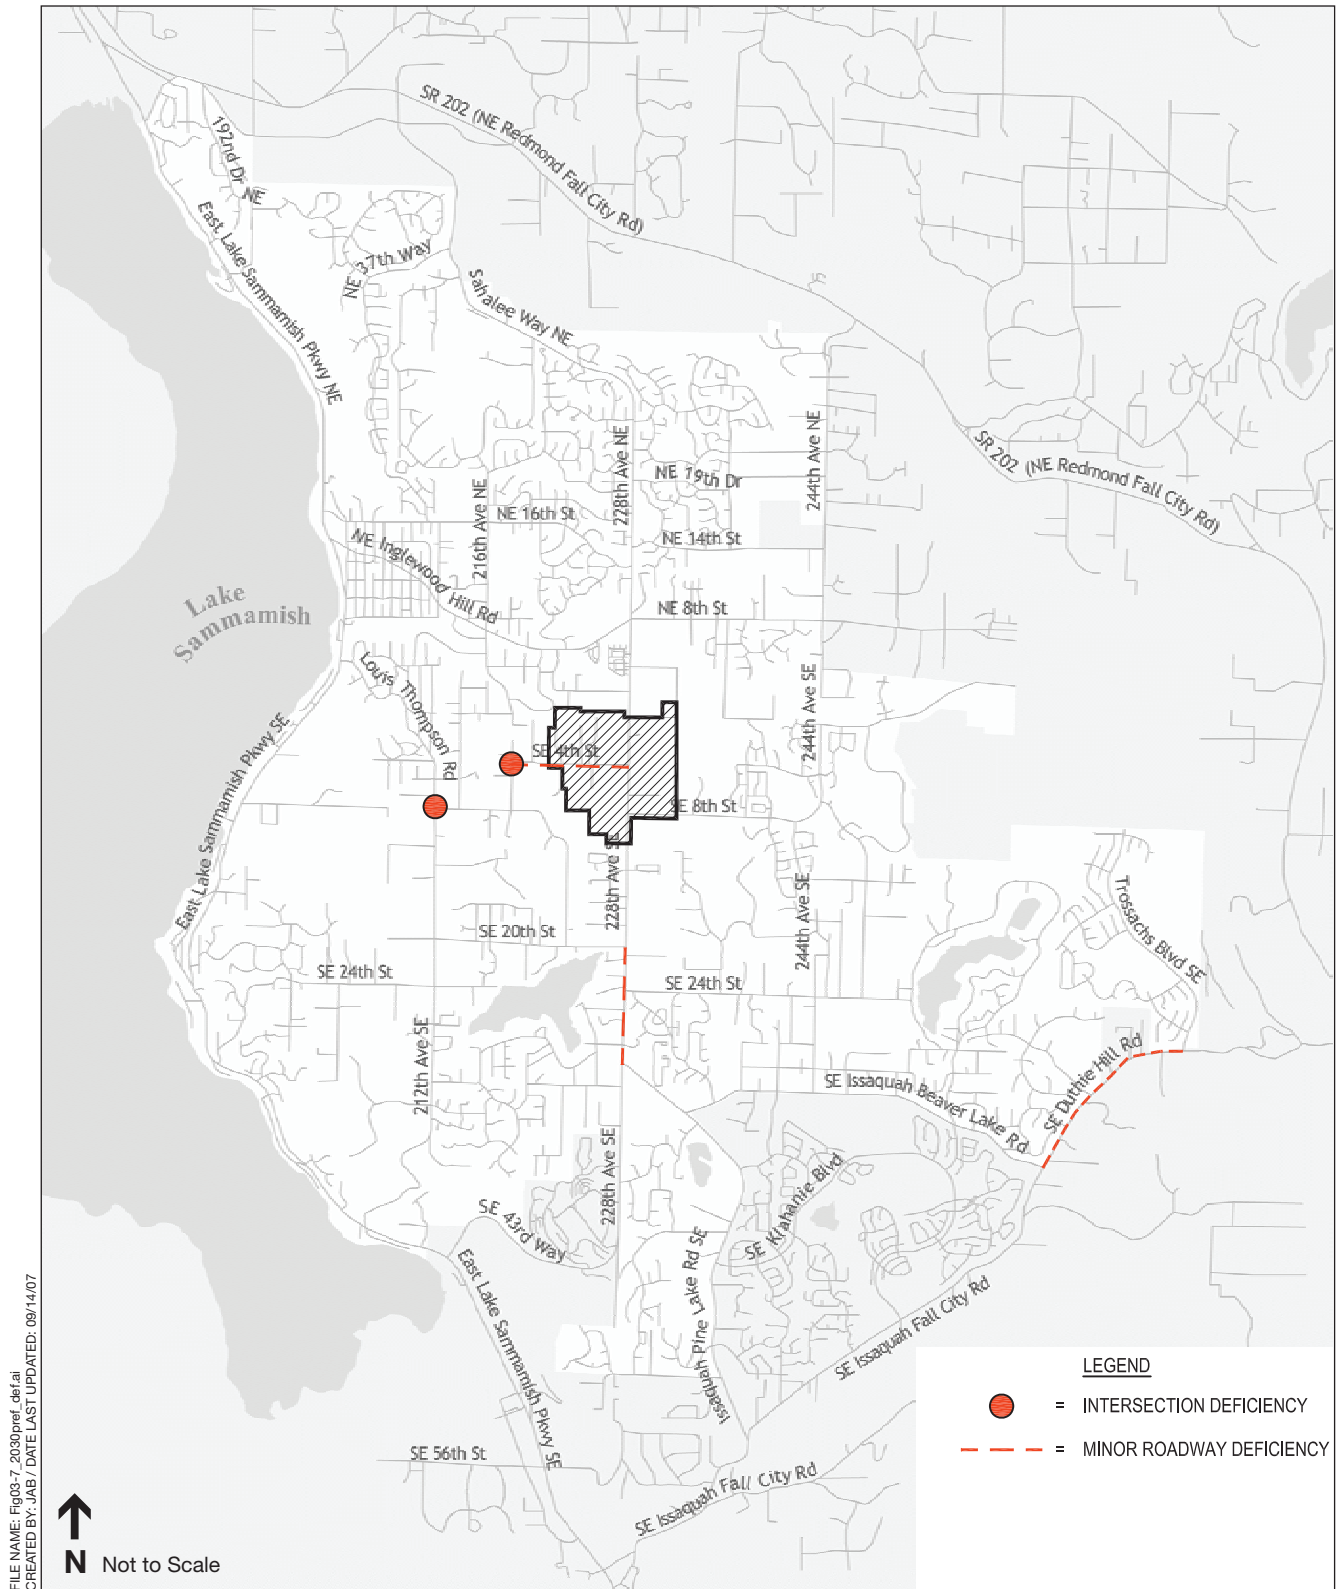 SR 202 (NE Redmond Fall City Rd)
192nd Dr NE
East Lake Sammamish Pkwy NE
NE 37th Way
Sahalee Way NE
SR 202 (NE Redmond Fall City Rd)
228th Ave NE
244th Ave NE
NE 19th Dr
216th Ave NE
NE 16th St
NE 14th St
NE Inglewood Hill Rd
NE 8th St
Lake
Sammamish
Louis Thompson Rd
244th Ave SE
East Lake Sammamish Pkwy SE
SE 4th St
SE 8th St
228th Ave SE
244th Ave SE
Trossachs Blvd SE
SE 20th St
SE 24th St
SE 24th St
212th Ave SE
SE Duthie Hill Rd
SE Issaquah Beaver Lake Rd
228th Ave SE
SE Klahanie Blvd
SE 43rd Way
Issaquah Pine Lake Rd SE
East Lake Sammamish Pkwy SE
SE Issaquah Fall City Rd
SE 56th St
SE Issaquah Fall City Rd
LEGEND
= INTERSECTION DEFICIENCY
= MINOR ROADWAY DEFICIENCY
N Not to Scale
FILE NAME: Fig03-7_2030pref_def.ai
CREATED BY: JAB / DATE LAST UPDATED: 09/14/07